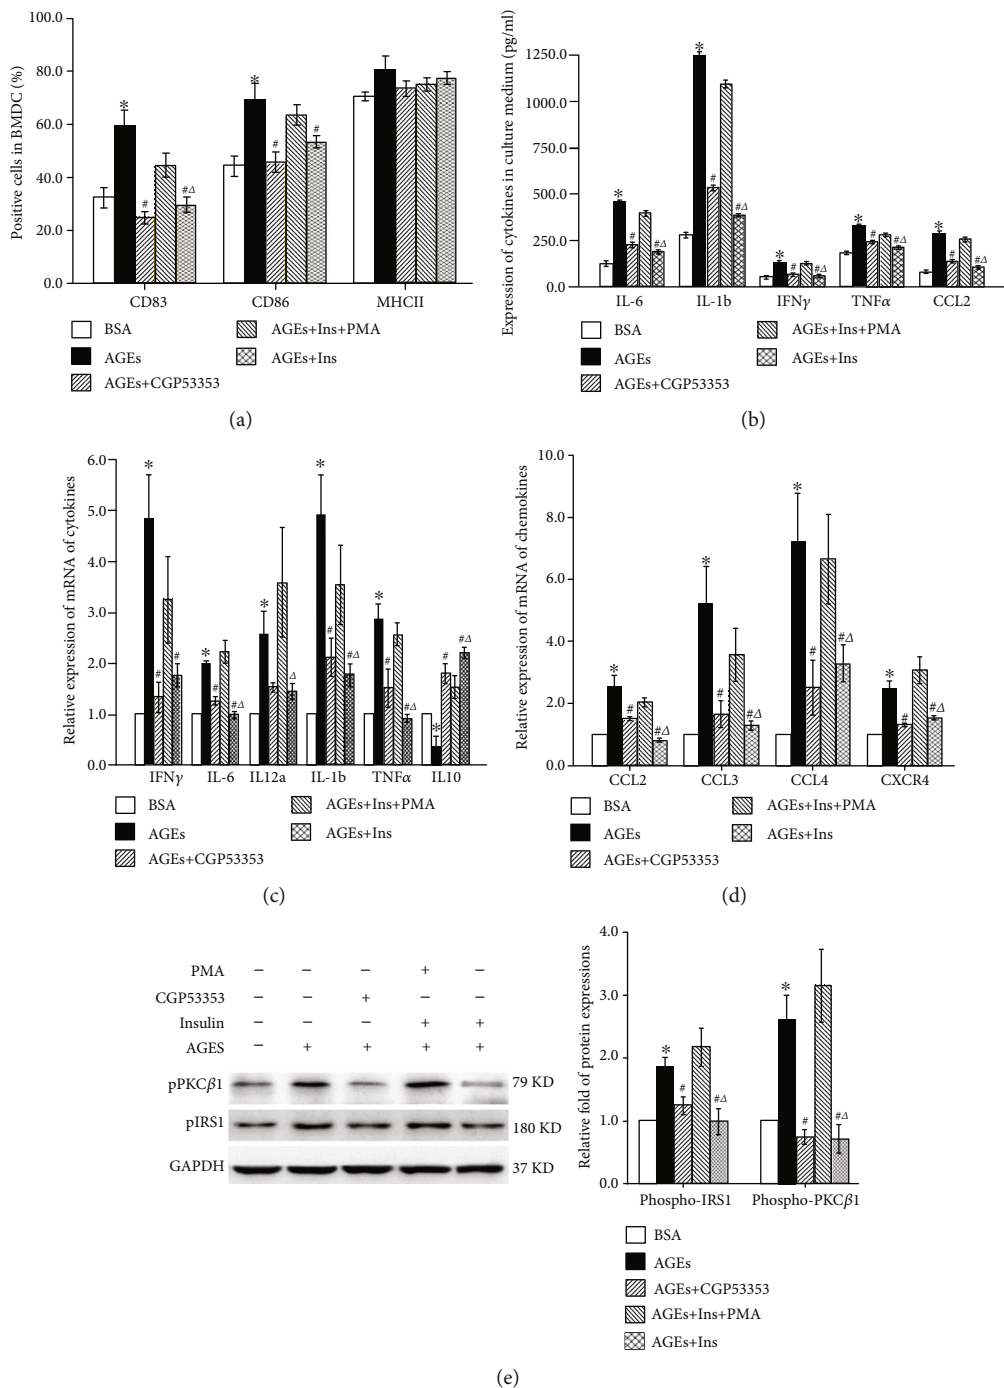 100.0
80.0
60.0
40.0
20.0
0.0
Positive cells in BMDC (%)
*
#
#Δ
*
#
#
CD83 CD86 MHCII
BSA AGEs+Ins+PMA
AGEs AGEs+Ins
AGEs+CGP53353
(a)
1250.0
1000.0
750.0
500.0
250.0
0.0
Expression of cytokines in culture medium (pg/ml)
*
#
#Δ
*
#
#Δ
*
#
#Δ
*
#
#Δ
*
#
#Δ
IL-6 IL-1b IFNγ TNFα CCL2
BSA AGEs+Ins+PMA
AGEs AGEs+Ins
AGEs+CGP53353
(b)
6.0
5.0
4.0
3.0
2.0
1.0
0.0
Relative expression of mRNA of cytokines
*
#
#
*
#
#Δ
*
Δ
*
#
#Δ
*
#
#Δ
*
#
#Δ
IFNγ IL-6 IL12a IL-1b TNFα IL10
BSA AGEs+Ins+PMA
AGEs AGEs+Ins
AGEs+CGP53353
(c)
10.0
8.0
6.0
4.0
2.0
0.0
Relative expression of mRNA of chemokines
*
#
#Δ
*
#
#Δ
*
#
#Δ
*
#
#Δ
CCL2 CCL3 CCL4 CXCR4
BSA AGEs+Ins+PMA
AGEs AGEs+Ins
AGEs+CGP53353
(d)
PMA – – – + –
CGP53353 – – + – –
Insulin – – – + +
AGES – + + + +
pPKCβ1 79 KD
pIRS1 180 KD
GAPDH 37 KD
4.0
3.0
2.0
1.0
0.0
Relative fold of protein expressions
*
#
#Δ
*
#
#Δ
Phospho-IRS1 Phospho-PKCβ1
BSA
AGEs
AGEs+CGP53353
AGEs+Ins+PMA
AGEs+Ins
(e)